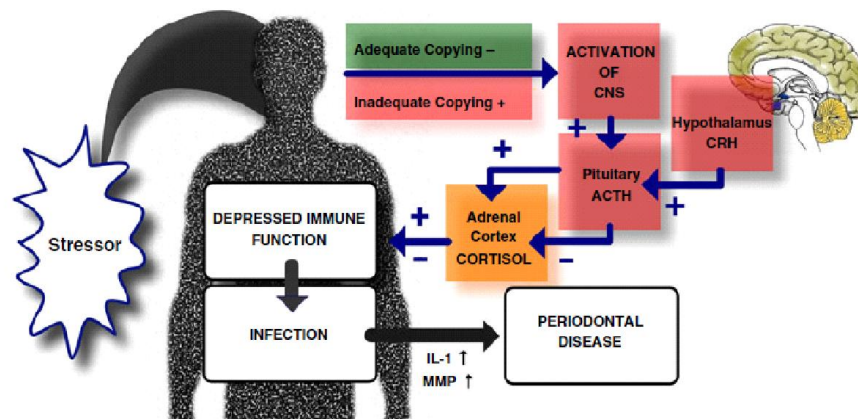 Adequate Copying –
Inadequate Copying +
ACTIVATION
OF
CNS
Hypothalamus
CRH
+
+
Pituitary
ACTH
+
+
–
Adrenal
Cortex
CORTISOL
+
–
Stressor
DEPRESSED IMMUNE
FUNCTION
INFECTION
IL-1 ↑
MMP ↑
PERIODONTAL
DISEASE